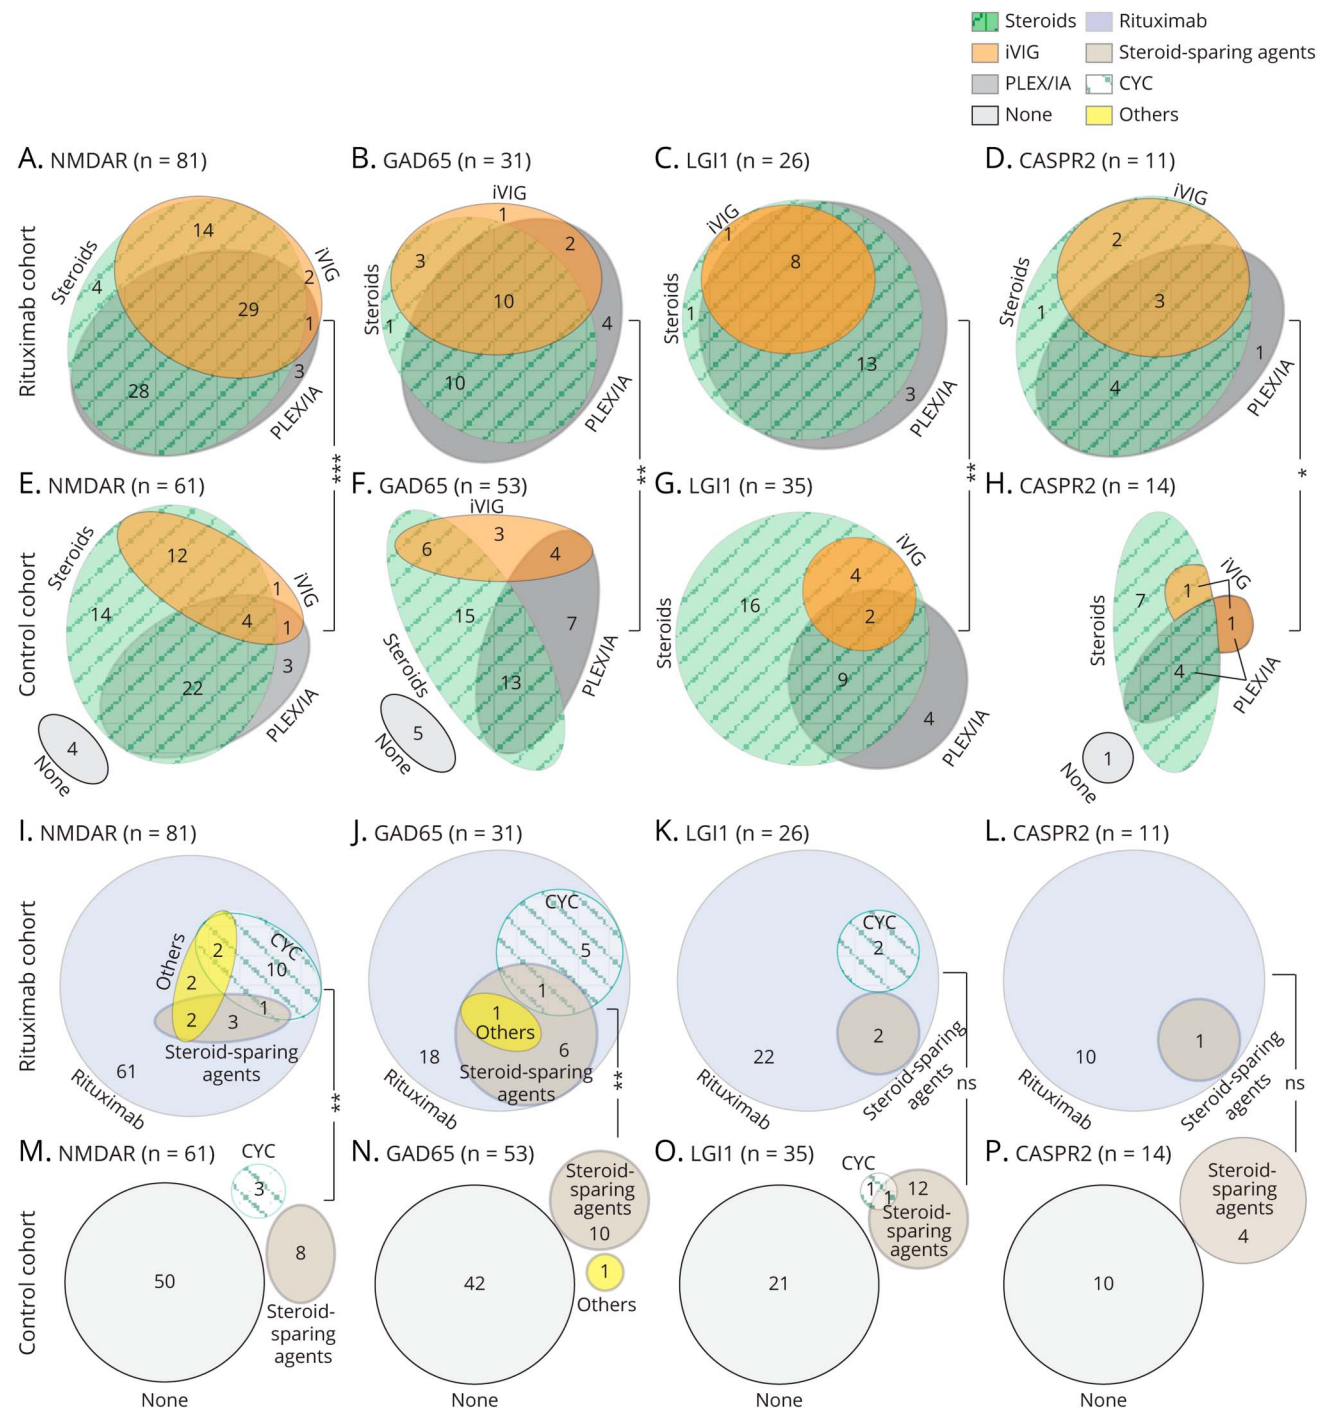 Steroids
Rituximab
iVIG
Steroid-sparing agents
PLEX/IA
CYC
None
Others
A. NMDAR (n = 81)
B. GAD65 (n = 31)
C. LGI1 (n = 26)
D. CASPR2 (n = 11)
Rituximab cohort
Steroids
iVIG
PLEX/IA
14
4
2
29
1
3
28
***
iVIG
Steroids
PLEX/IA
1
2
3
10
1
4
10
**
iVIG
Steroids
PLEX/IA
1
8
1
13
3
**
iVIG
Steroids
PLEX/IA
2
3
1
1
4
*
E. NMDAR (n = 61)
F. GAD65 (n = 53)
G. LGI1 (n = 35)
H. CASPR2 (n = 14)
Control cohort
Steroids
iVIG
PLEX/IA
12
1
14
4
1
3
22
4
None
iVIG
Steroids
PLEX/IA
3
6
4
15
7
13
5
None
iVIG
Steroids
PLEX/IA
4
16
2
9
4
iVIG
Steroids
PLEX/IA
7
1
1
4
1
None
I. NMDAR (n = 81)
J. GAD65 (n = 31)
K. LGI1 (n = 26)
L. CASPR2 (n = 11)
Rituximab cohort
Others
CYC
2
10
2
1
2
3
Steroid-sparing
agents
61
Rituximab
**
CYC
5
1
1
Others
6
18
Steroid-sparing
agents
Rituximab
**
CYC
2
2
22
Steroid-sparing
agents
Rituximab
ns
1
10
Steroid-sparing
agents
Rituximab
ns
M. NMDAR (n = 61)
N. GAD65 (n = 53)
O. LGI1 (n = 35)
P. CASPR2 (n = 14)
Control cohort
CYC
3
8
50
Steroid-
sparing
agents
None
Steroid-
sparing
agents
10
42
1
Others
None
CYC
1
1
12
Steroid-
sparing
agents
21
None
Steroid-
sparing
agents
4
10
None